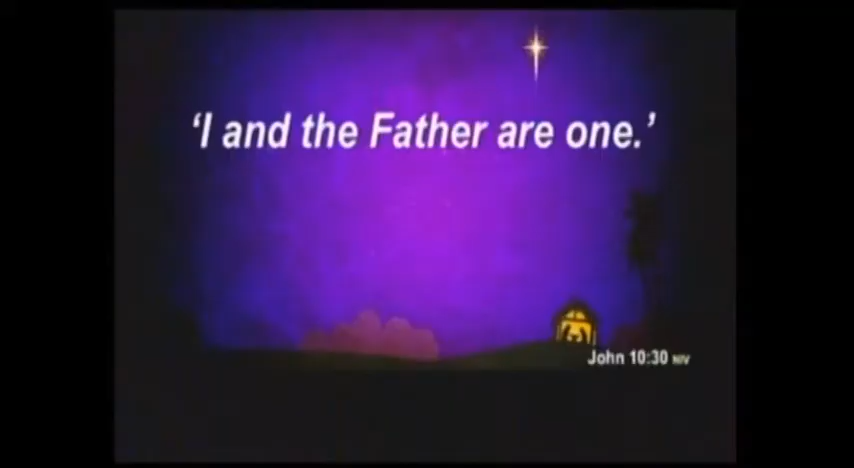 'I and the Father are one.'
John 10:30 NIV